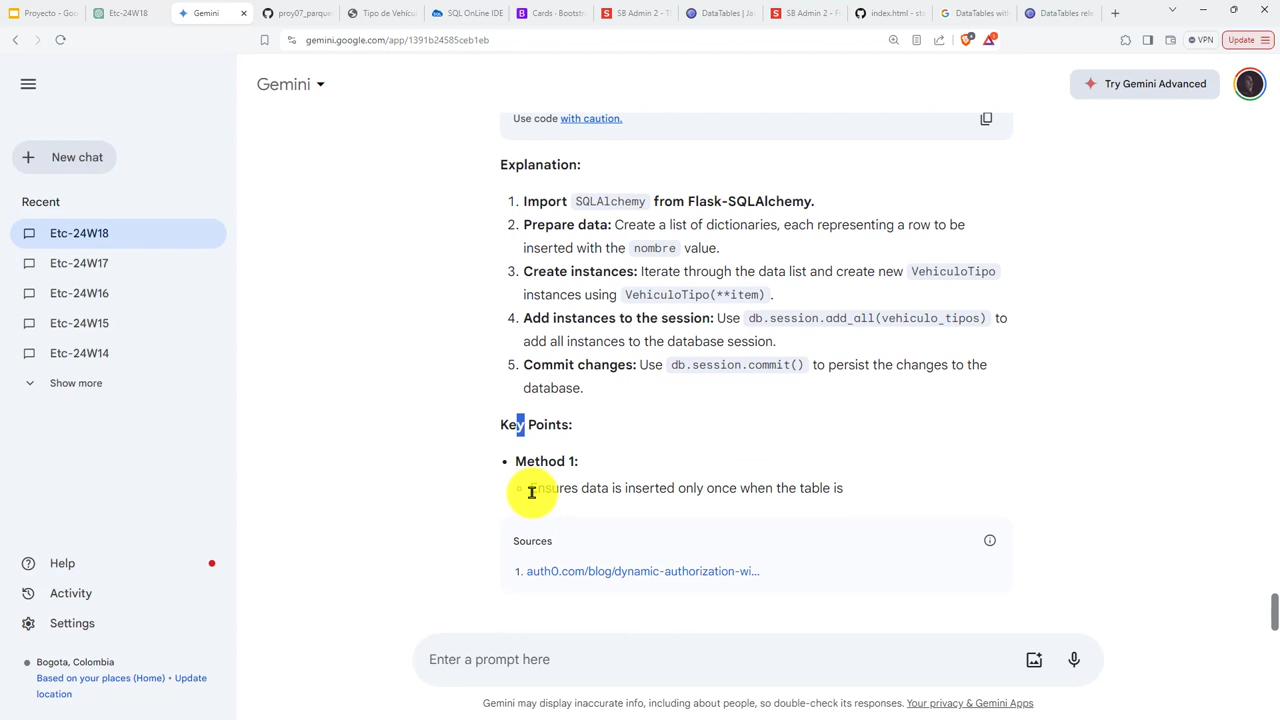 Proyecto - Goo
Etc-24W18
Gemini
proy07_parque
Tipo de Vehícu
SQL OnLine IDE
Cards · Bootstr
SB Admin 2 - T
DataTables | Ja
SB Admin 2 - F
index.html - st
DataTables with
DataTables rele
gemini.google.com/app/1391b24585ceb1eb
VPN
Update
Gemini
Try Gemini Advanced
New chat
Recent
Etc-24W18
Etc-24W17
Etc-24W16
Etc-24W15
Etc-24W14
Show more
Help
Activity
Settings
Bogota, Colombia
Based on your places (Home) • Update
location
Use code with caution.
Explanation:
1. Import SQLAlchemy from Flask-SQLAlchemy.
2. Prepare data: Create a list of dictionaries, each representing a row to be
inserted with the nombre value.
3. Create instances: Iterate through the data list and create new VehiculoTipo
instances using VehiculoTipo(**item) .
4. Add instances to the session: Use db.session.add_all(vehiculo_tipos) to
add all instances to the database session.
5. Commit changes: Use db.session.commit() to persist the changes to the
database.
Key Points:
• Method 1:
Ensures data is inserted only once when the table is
Sources
1. auth0.com/blog/dynamic-authorization-wi...
Enter a prompt here
Gemini may display inaccurate info, including about people, so double-check its responses. Your privacy & Gemini Apps